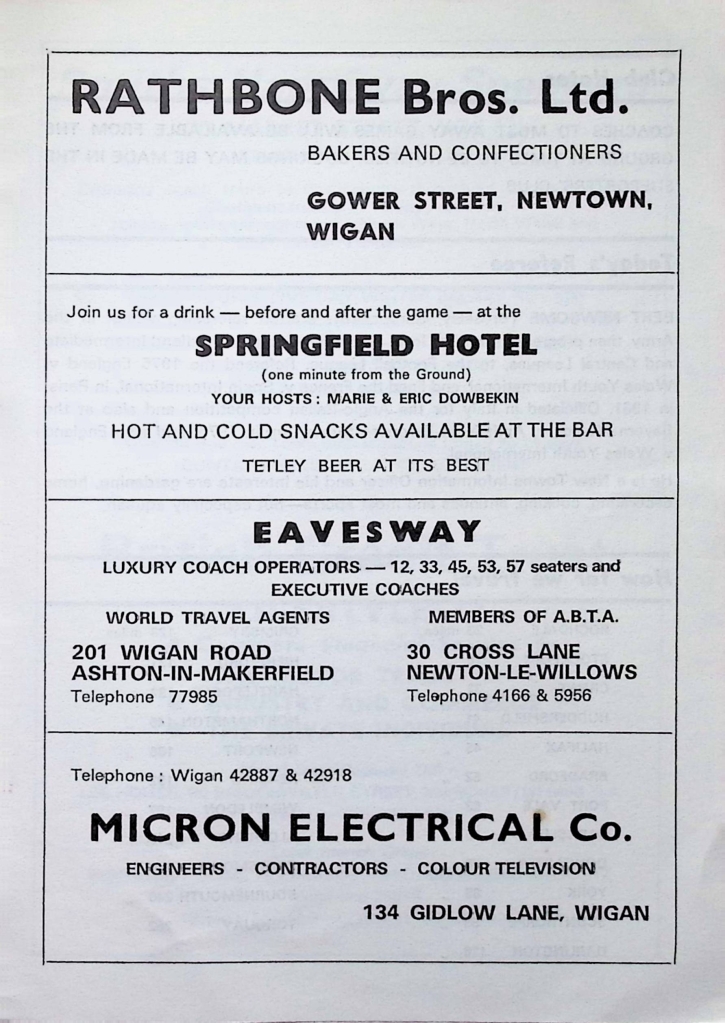 RATHBONE Bros. Ltd.
BAKERS AND CONFECTIONERS
GOWER STREET, NEWTOWN,
WIGAN
Join us for a drink — before and after the game — at the
SPRINGFIELD HOTEL
(one minute from the Ground)
YOUR HOSTS : MARIE & ERIC DOWBEKIN
HOT AND COLD SNACKS AVAILABLE AT THE BAR
TETLEY BEER AT ITS BEST
EAVESWAY
LUXURY COACH OPERATORS — 12, 33, 45, 53, 57 seaters and
EXECUTIVE COACHES
WORLD TRAVEL AGENTS
201 WIGAN ROAD
ASHTON-IN-MAKERFIELD
Telephone 77985
MEMBERS OF A.B.T.A.
30 CROSS LANE
NEWTON-LE-WILLOWS
Telephone 4166 & 5956
Telephone : Wigan 42887 & 42918
MICRON ELECTRICAL Co.
ENGINEERS - CONTRACTORS - COLOUR TELEVISION
134 GIDLOW LANE, WIGAN